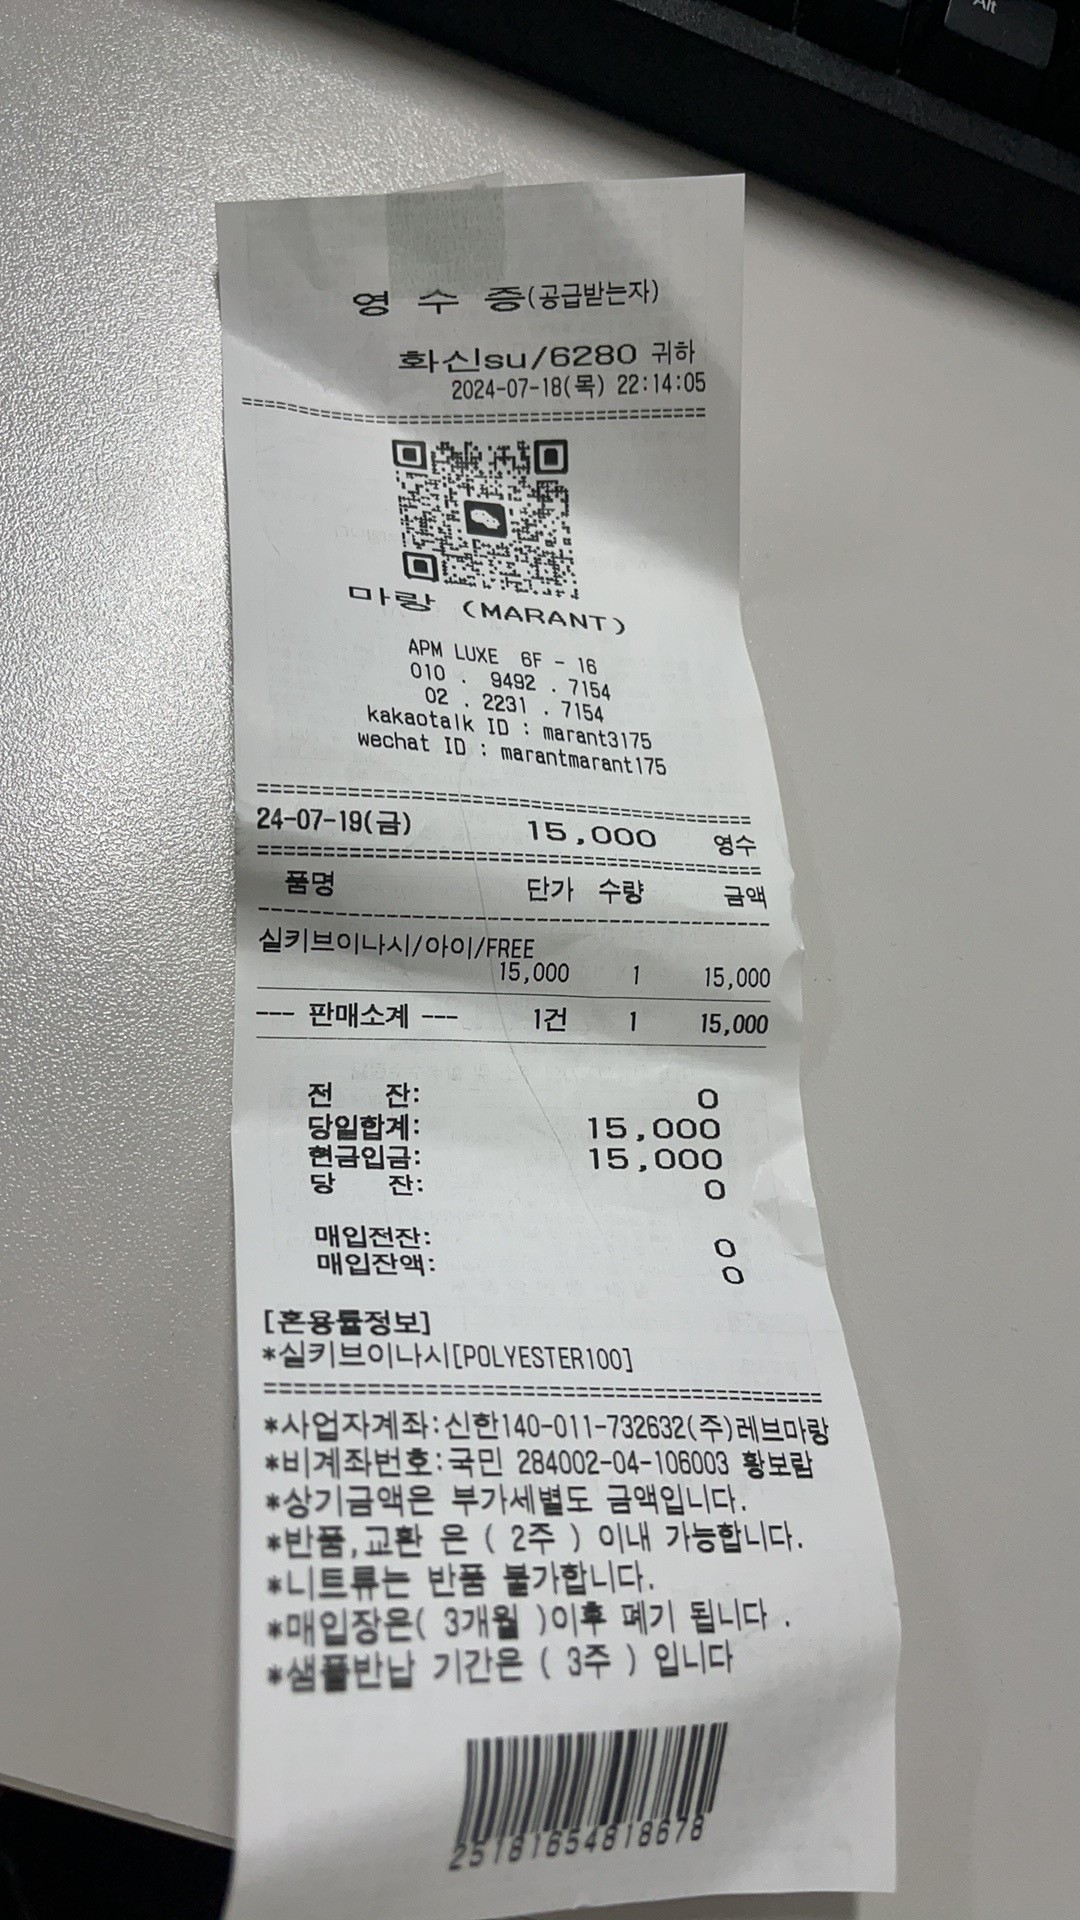 Alt
영 수 증(공급받는자)
화신su/6280 귀하
2024-07-18(목) 22:14:05
마랑 (MARANT)
APM LUXE 6F - 16
010 . 9492 . 7154
02 . 2231 . 7154
kakaotalk ID : marant3175
wechat ID : marantmarant175
24-07-19(금) 15,000 영수
품명 단가 수량 금액
실키브이나시/아이/FREE
15,000 1 15,000
--- 판매소계 --- 1건 1 15,000
전 잔: 0
당일합계: 15,000
현금입금: 15,000
당 잔: 0
매입전잔: 0
매입잔액: 0
[혼용률정보]
*실키브이나시[POLYESTER100]
*사업자계좌:신한140-011-732632(주)레브마랑
*비계좌번호:국민 284002-04-106003 황보람
*상기금액은 부가세별도 금액입니다.
*반품,교환 은 ( 2주 ) 이내 가능합니다.
*니트류는 반품 불가합니다.
*매입장은( 3개월 )이후 폐기 됩니다 .
*샘플반납 기간은 ( 3주 ) 입니다
25181654818678